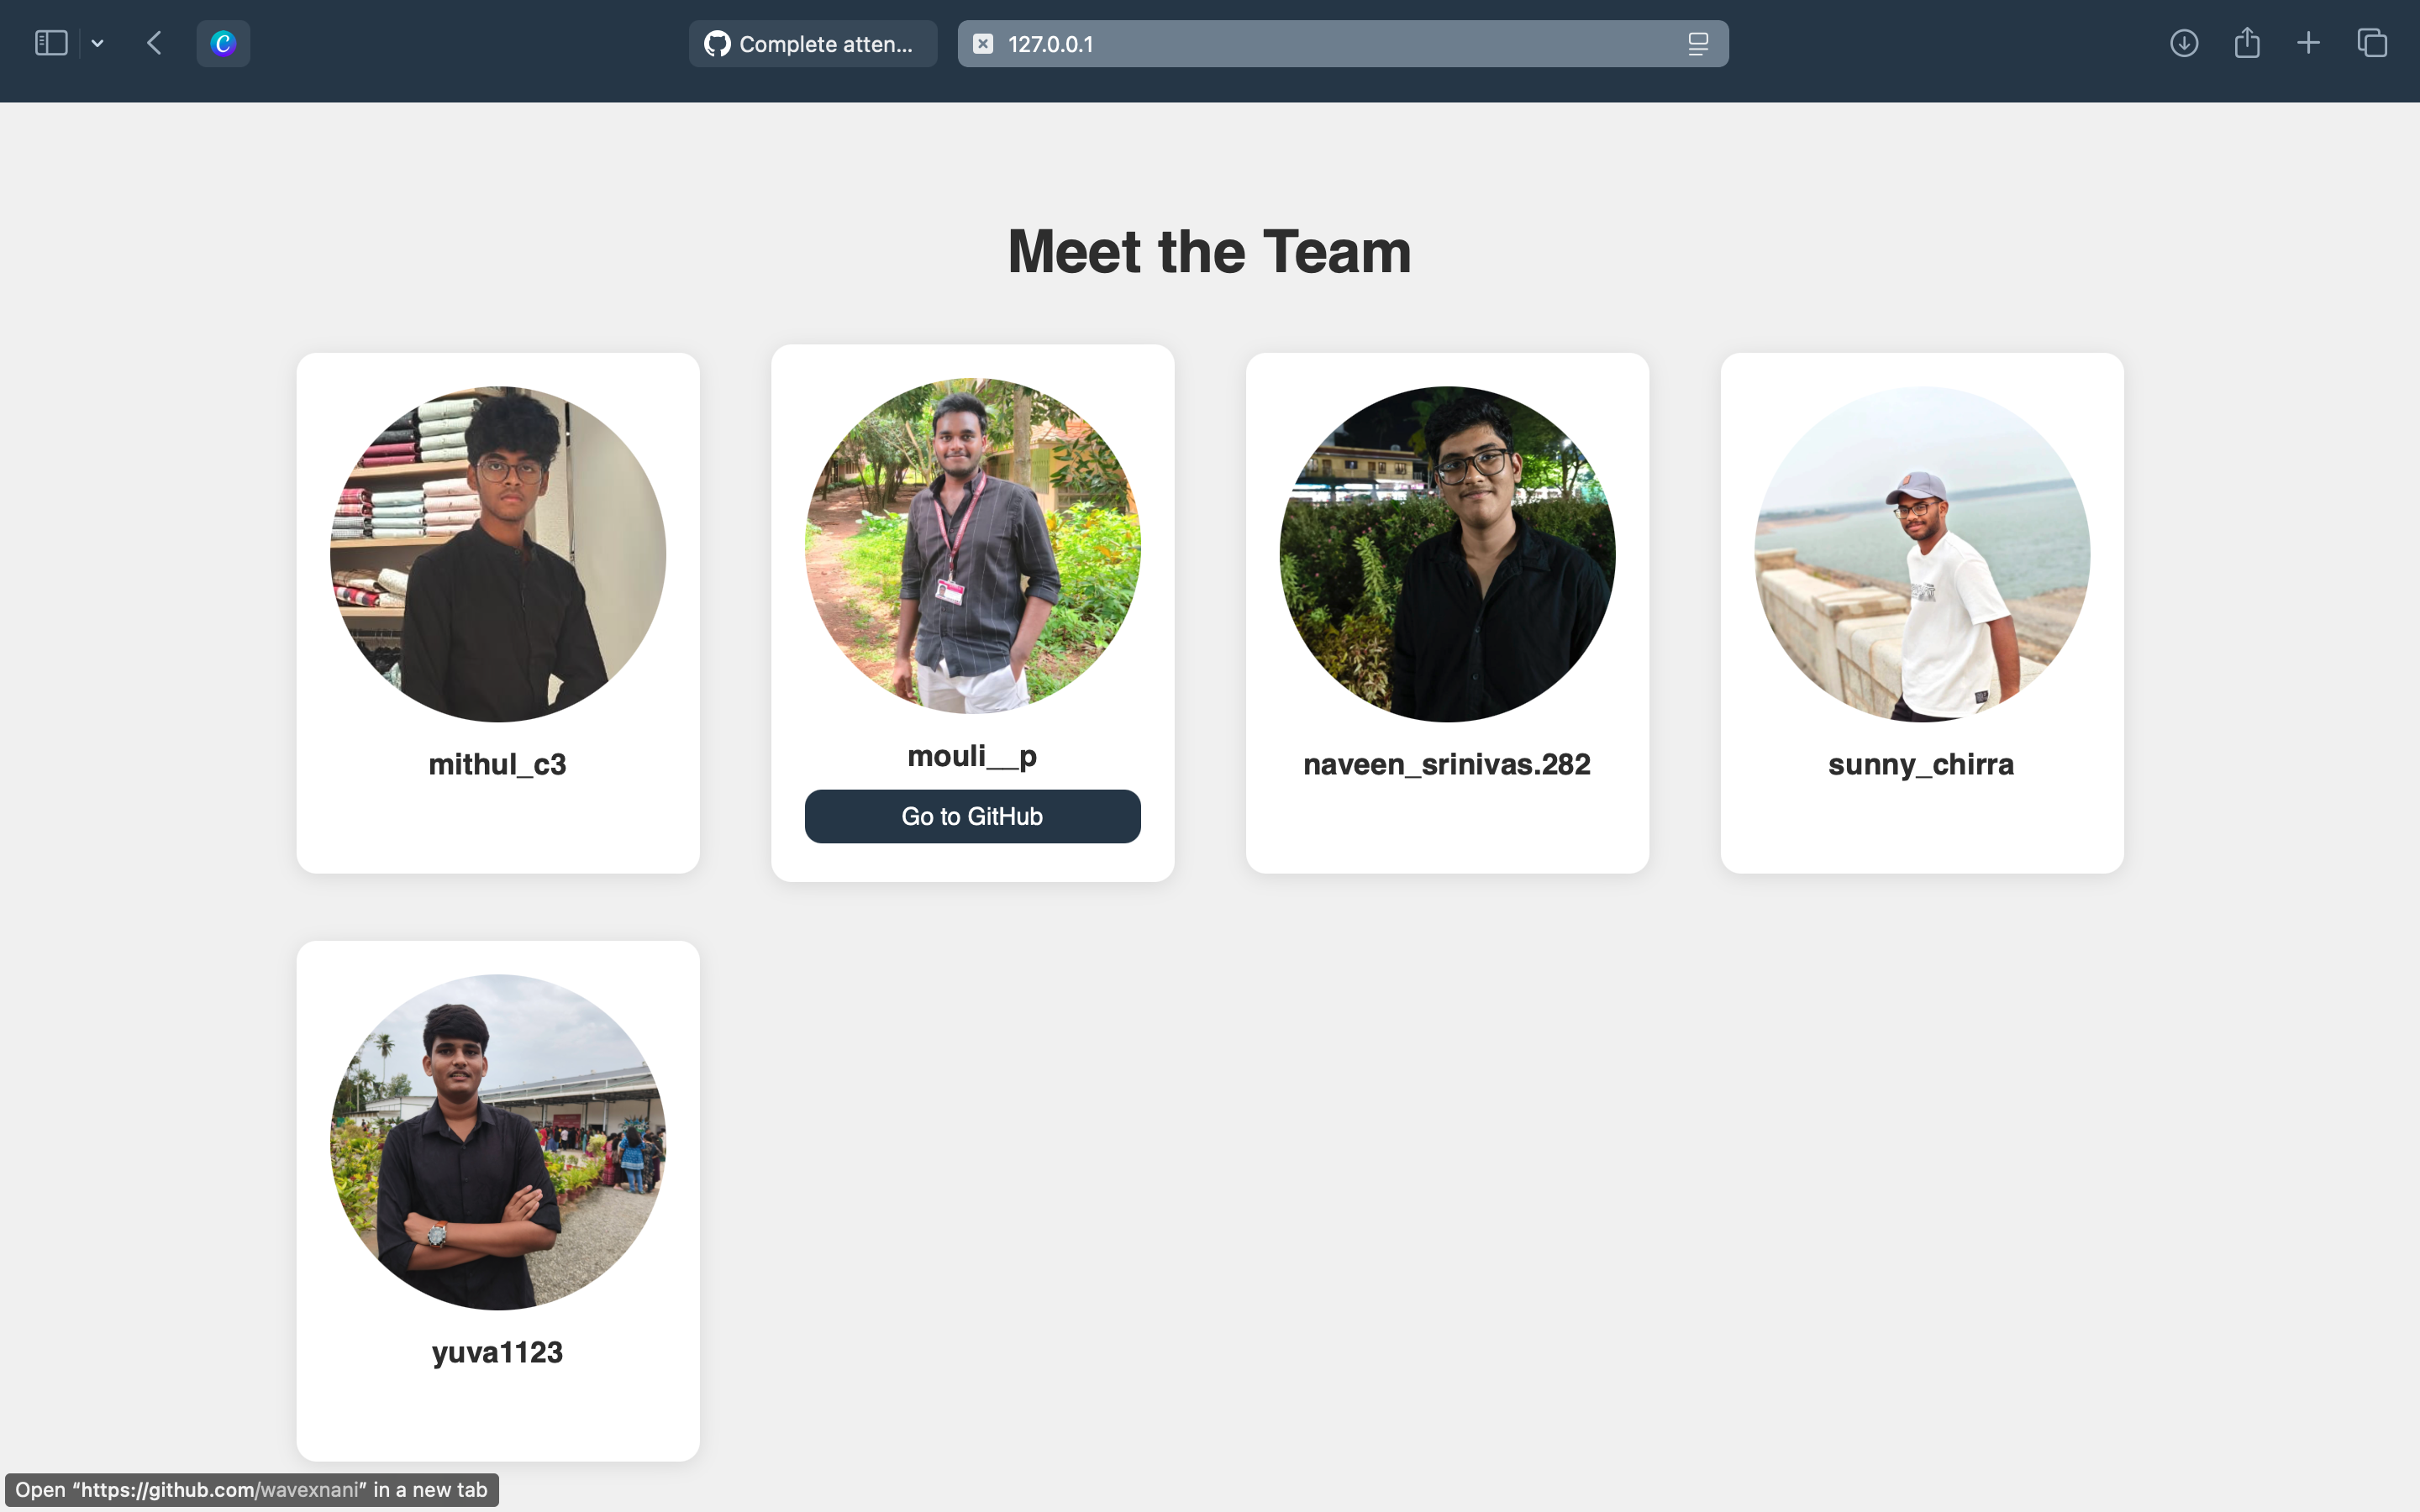 Complete atten...
127.0.0.1
Meet the Team
mithul_c3
mouli__p
naveen_srinivas.282
sunny_chirra
Go to GitHub
yuva1123
Open “https://github.com/wavexnani” in a new tab